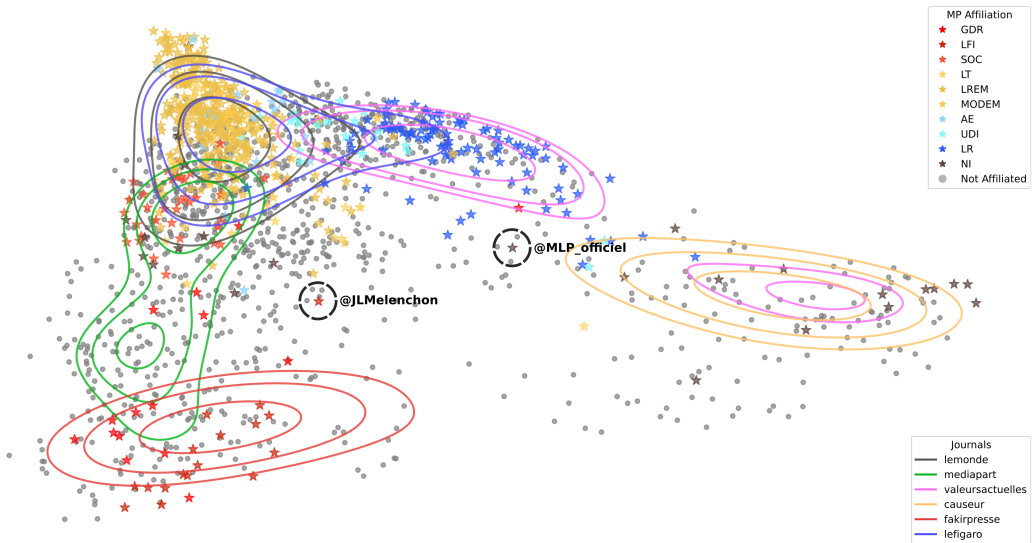 MP Affiliation
GDR
LFI
SOC
LT
LREM
MODEM
AE
UDI
LR
NI
Not Affiliated
@MLP_officiel
@JLMelenchon
Journals
lemonde
mediapart
valeursactuelles
causeur
fakirpresse
lefigaro